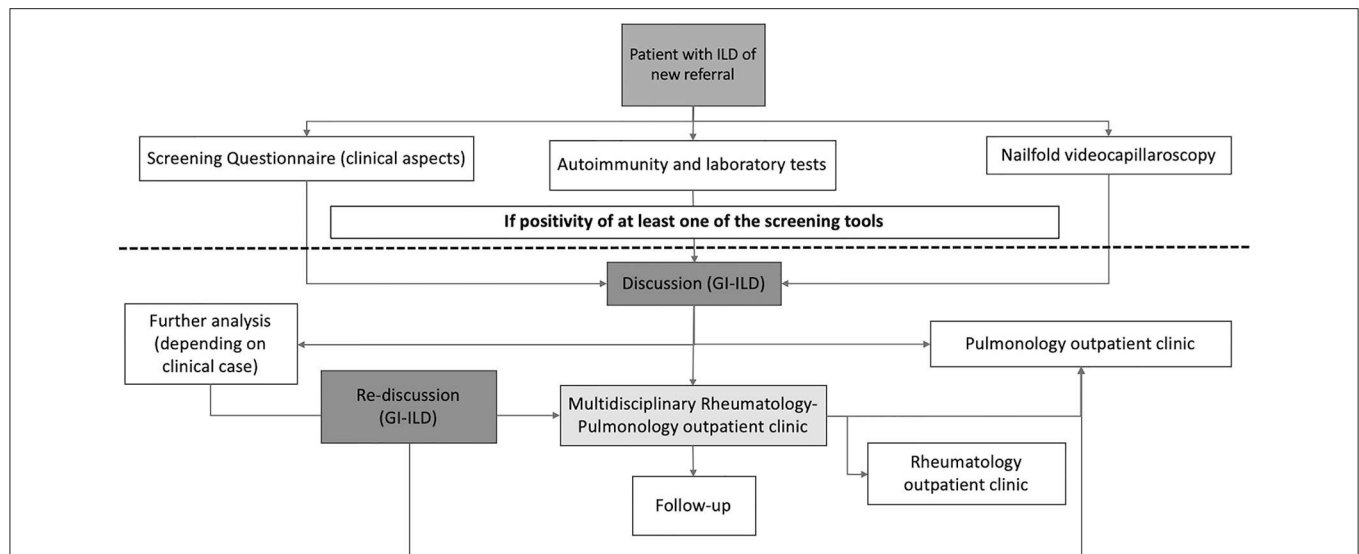 Patient with ILD of
new referral
Screening Questionnaire (clinical aspects)
Autoimmunity and laboratory tests
Nailfold videocapillaroscopy
If positivity of at least one of the screening tools
Discussion (GI-ILD)
Further analysis
(depending on
clinical case)
Pulmonology outpatient clinic
Re-discussion
(GI-ILD)
Multidisciplinary Rheumatology-
Pulmonology outpatient clinic
Rheumatology
outpatient clinic
Follow-up